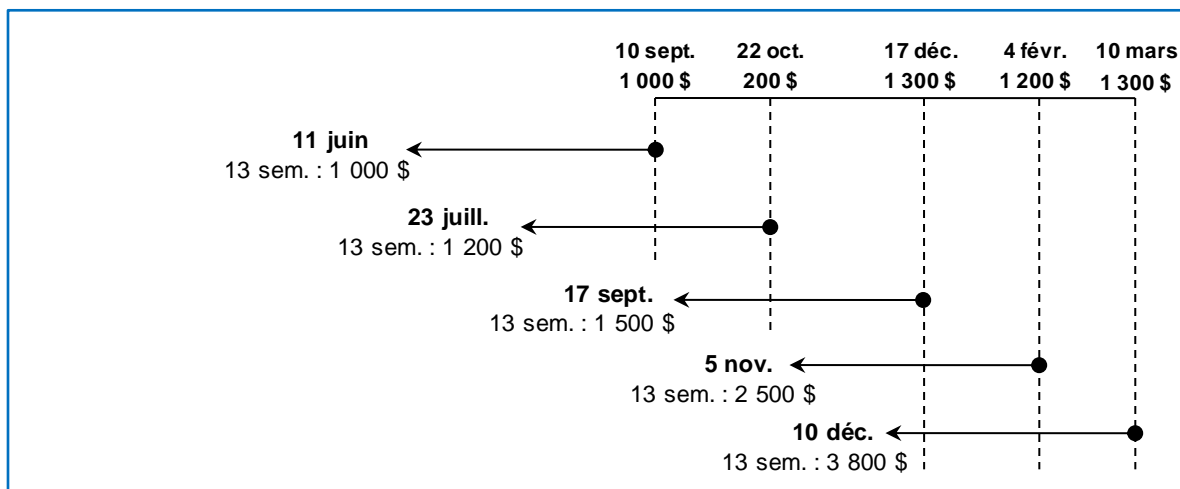 10 sept. 22 oct. 17 déc. 4 févr. 10 mars
1 000 $ 200 $ 1 300 $ 1 200 $ 1 300 $
11 juin
13 sem. : 1 000 $
23 juill.
13 sem. : 1 200 $
17 sept.
13 sem. : 1 500 $
5 nov.
13 sem. : 2 500 $
10 déc.
13 sem. : 3 800 $